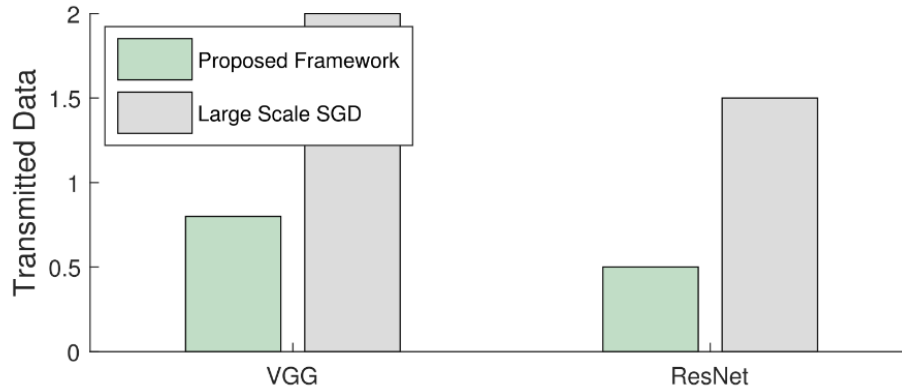 2
Proposed Framework
1.5
Large Scale SGD
1
0.5
0
Transmitted Data
VGG
ResNet